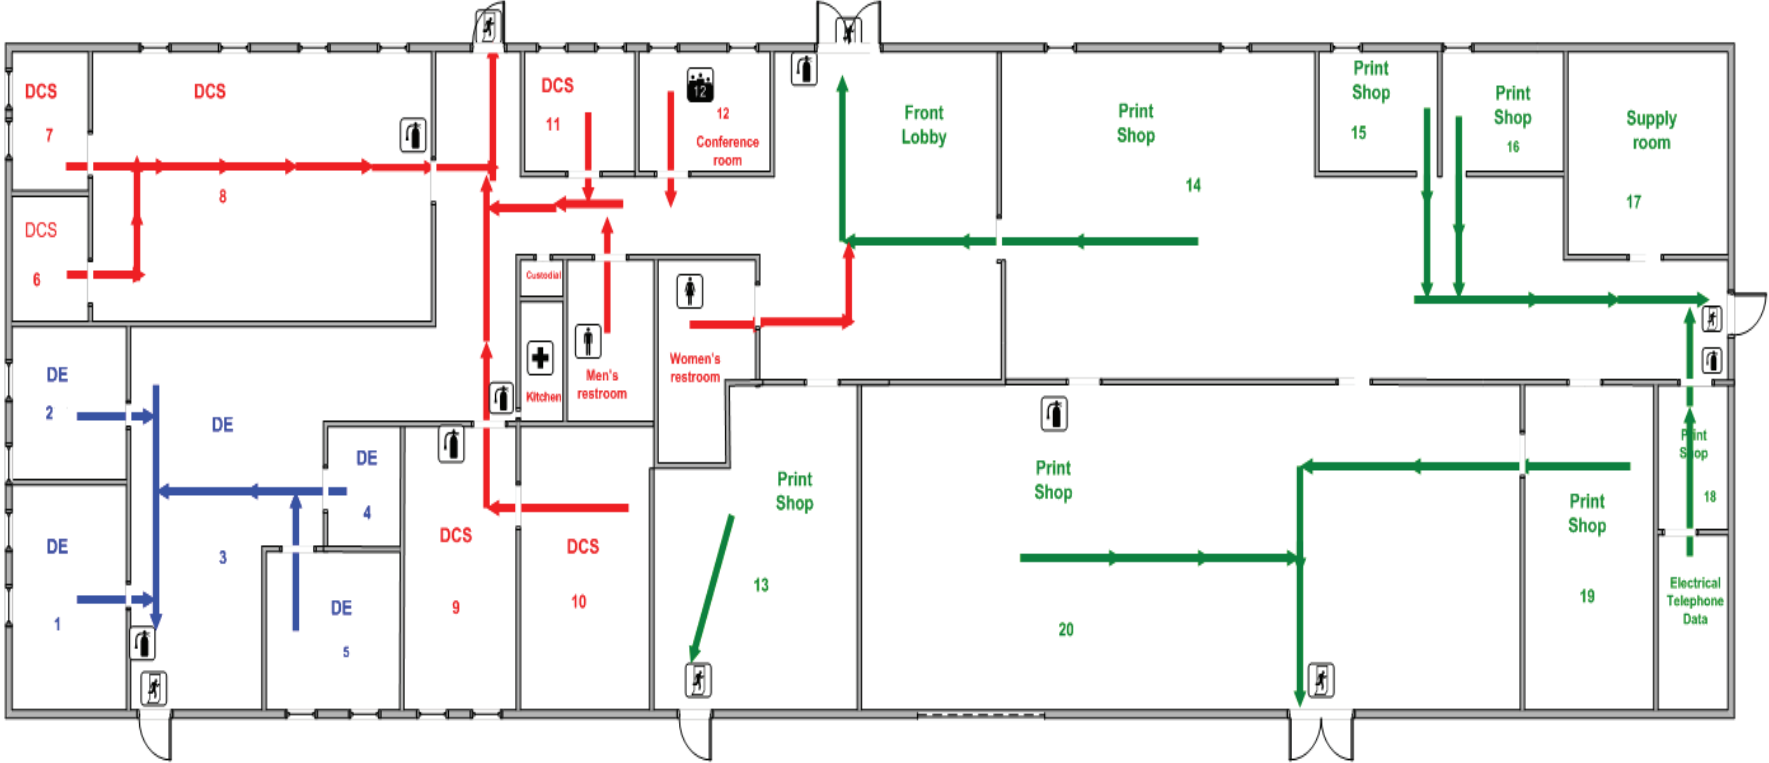 DCS
7
DCS
8
DCS
6
DCS
11
12
12
Conference
room
Front
Lobby
Print
Shop
14
Print
Shop
15
Print
Shop
16
Supply
room
17
Custodial
Kitchen
Men's
restroom
Women's
restroom
DE
2
DE
3
DE
4
DE
1
DE
5
DCS
9
DCS
10
Print
Shop
13
Print
Shop
20
Print
Shop
19
Print
Shop
18
Electrical
Telephone
Data